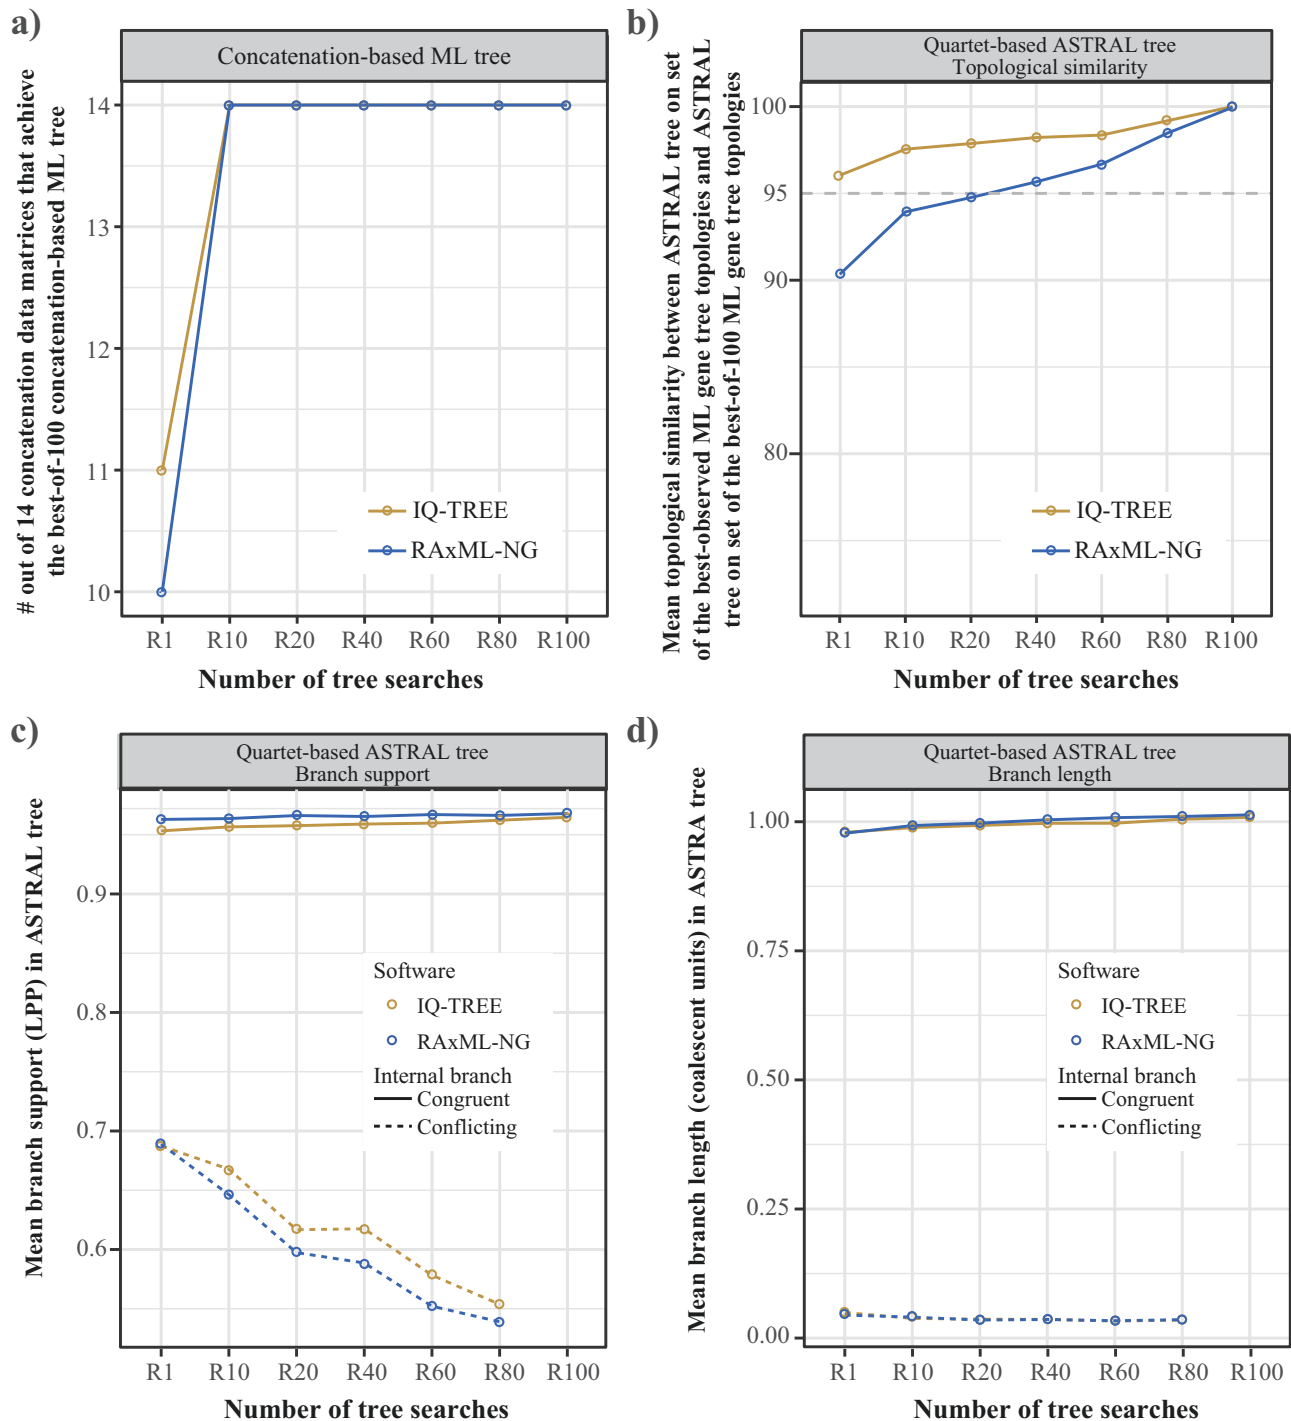 a)
Concatenation-based ML tree
# out of 14 concatenation data matrices that achieve
the best-of-100 concatenation-based ML tree
14
13
12
11
10
IQ-TREE
RAxML-NG
R1 R10 R20 R40 R60 R80 R100
Number of tree searches
b)
Quartet-based ASTRAL tree
Topological similarity
Mean topological similarity between ASTRAL tree on set
of the best-observed ML gene tree topologies and ASTRAL
tree on set of the best-of-100 ML gene tree topologies
100
95
90
80
IQ-TREE
RAxML-NG
R1 R10 R20 R40 R60 R80 R100
Number of tree searches
c)
Quartet-based ASTRAL tree
Branch support
Mean branch support (LPP) in ASTRAL tree
0.9
0.8
0.7
0.6
Software
IQ-TREE
RAxML-NG
Internal branch
Congruent
Conflicting
R1 R10 R20 R40 R60 R80 R100
Number of tree searches
d)
Quartet-based ASTRAL tree
Branch length
Mean branch length (coalescent units) in ASTRA tree
1.00
0.75
0.50
0.25
0.00
Software
IQ-TREE
RAxML-NG
Internal branch
Congruent
Conflicting
R1 R10 R20 R40 R60 R80 R100
Number of tree searches